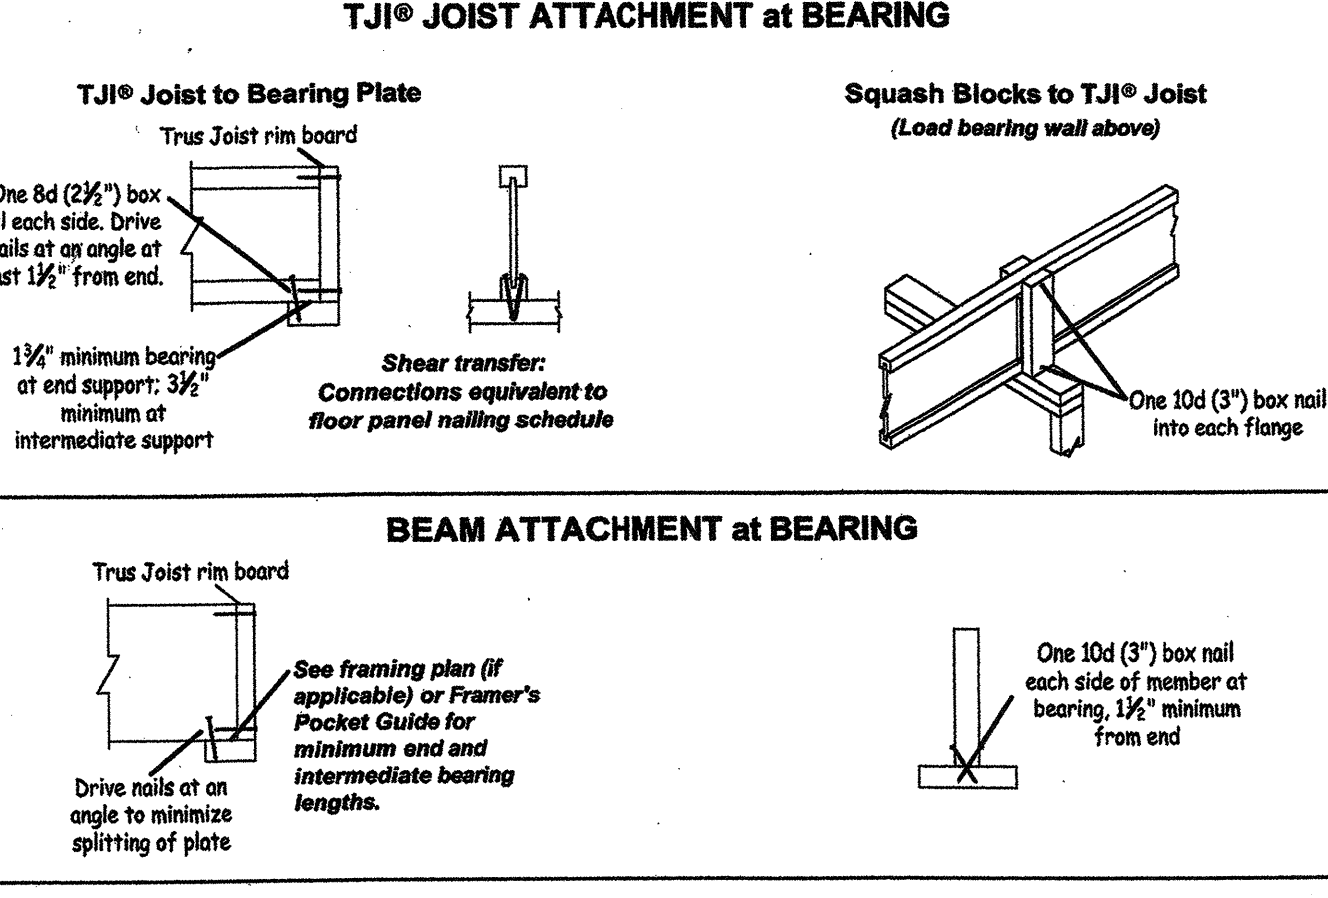 TJI® JOIST ATTACHMENT at BEARING
TJI® Joist to Bearing Plate
Trus Joist rim board
One 8d (2½") box
l each side. Drive
ails at an angle at
ast 1½" from end.
1¾" minimum bearing
at end support; 3½"
minimum at
intermediate support
Shear transfer:
Connections equivalent to
floor panel nailing schedule
Squash Blocks to TJI® Joist
(Load bearing wall above)
One 10d (3") box nail
into each flange
BEAM ATTACHMENT at BEARING
Trus Joist rim board
See framing plan (if
applicable) or Framer's
Pocket Guide for
minimum end and
intermediate bearing
lengths.
Drive nails at an
angle to minimize
splitting of plate
One 10d (3") box nail
each side of member at
bearing, 1½" minimum
from end